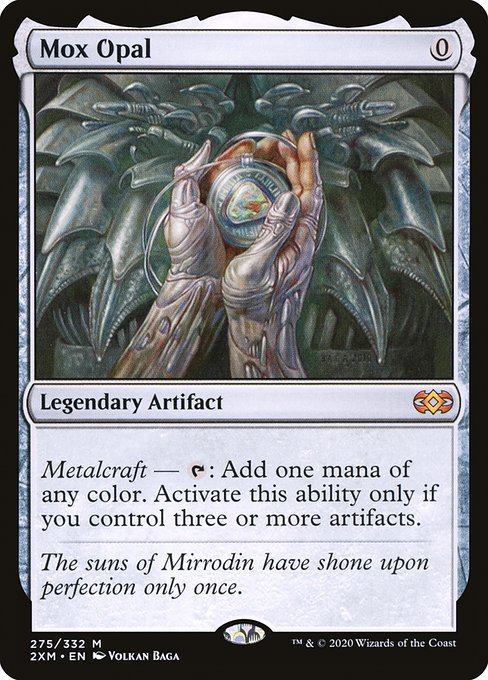 Mox Opal 0
BAGA 2010
Legendary Artifact
Metalcraft — : Add one mana of
any color. Activate this ability only if
you control three or more artifacts.
The suns of Mirrodin have shone upon
perfection only once.
275/332 M
2XM • EN Volkan Baga
™ & © 2020 Wizards of the Coast